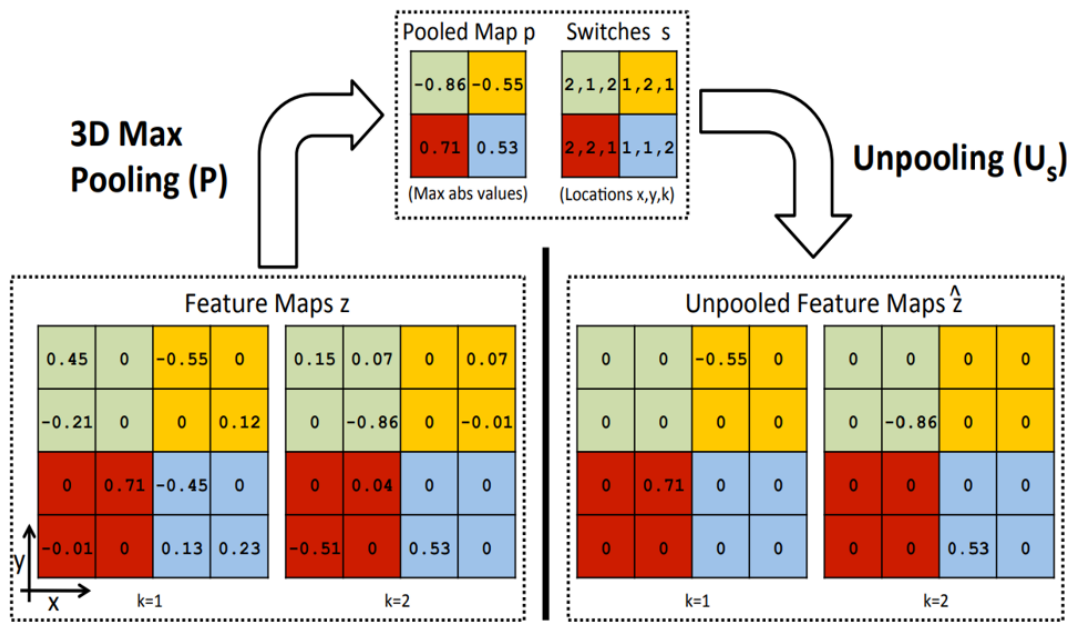 Pooled Map p Switches s
-0.86 -0.55 2,1,2 1,2,1
0.71 0.53 2,2,1 1,1,2
(Max abs values) (Locations x,y,k)
3D Max
Pooling (P)
Unpooling (Us)
Feature Maps z
0.45 0 -0.55 0 0.15 0.07 0 0.07
-0.21 0 0 0.12 0 -0.86 0 -0.01
0 0.71 -0.45 0 0 0.04 0 0
-0.01 0 0.13 0.23 -0.51 0 0.53 0
y
x
k=1 k=2
Unpooled Feature Maps ẑ
0 0 -0.55 0 0 0 0 0
0 0 0 0 0 -0.86 0 0
0 0.71 0 0 0 0 0 0
0 0 0 0 0 0 0.53 0
k=1 k=2